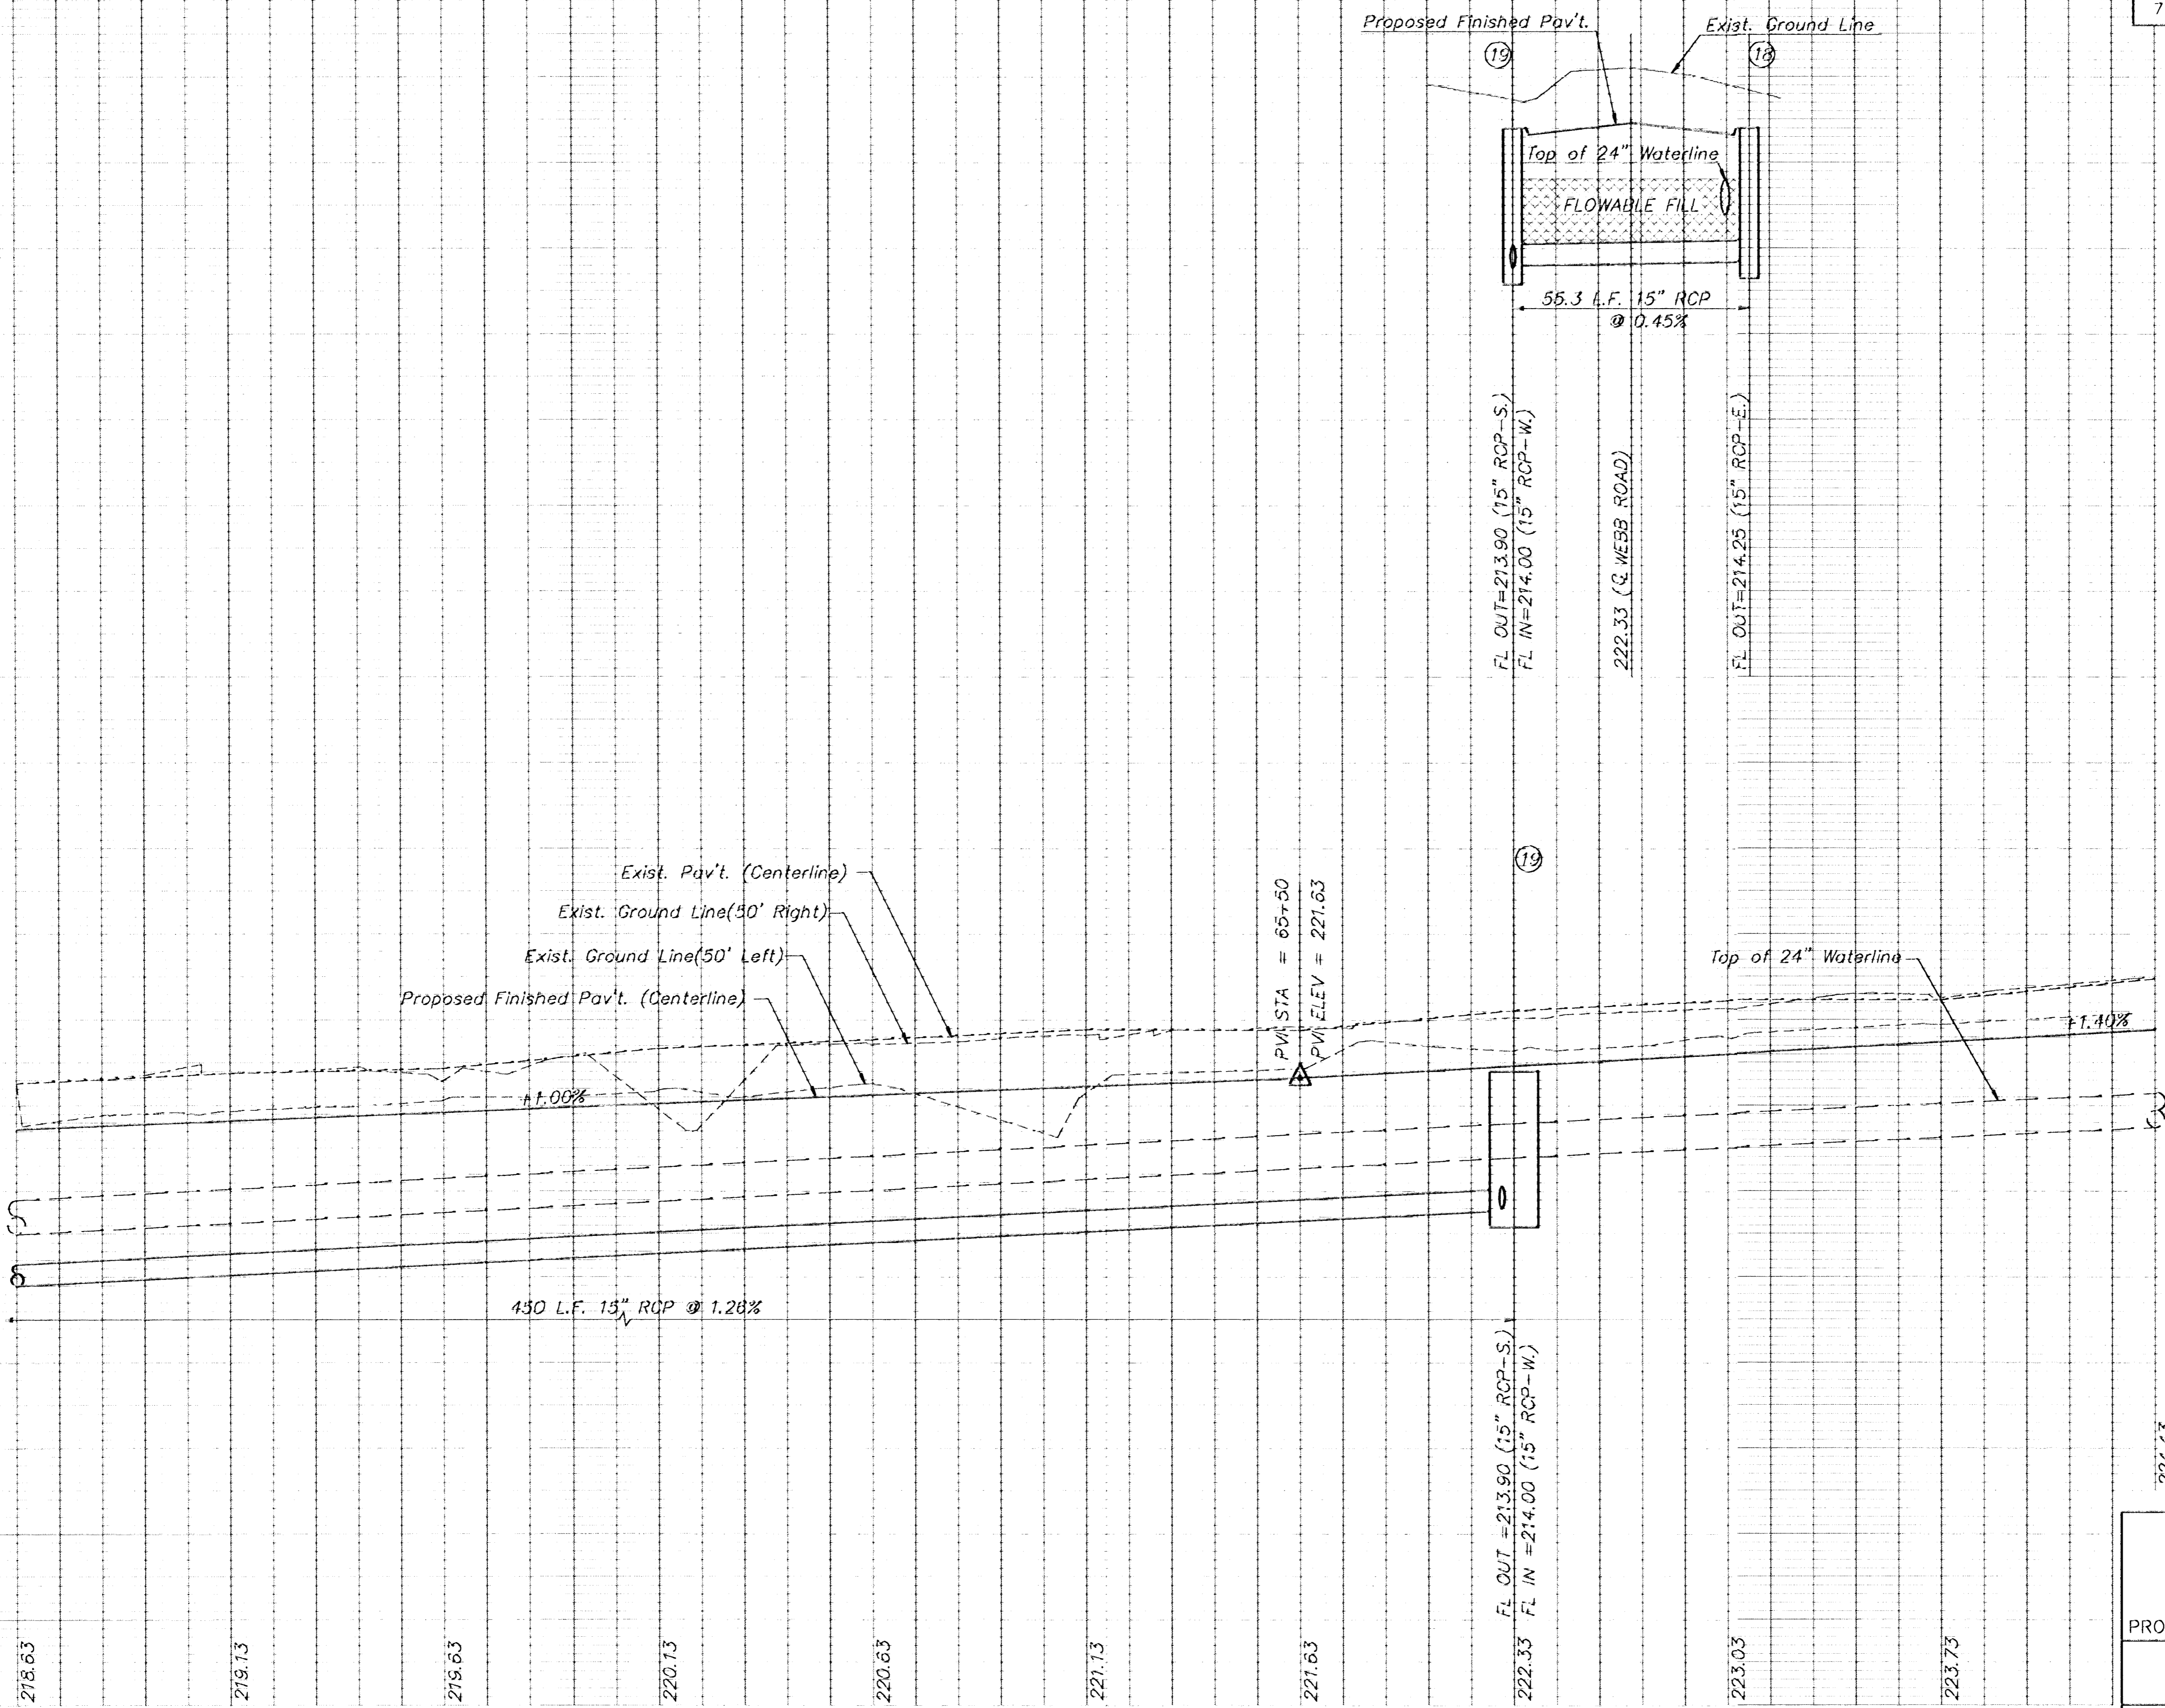 7
Proposed Finished Pav't.
Exist. Ground Line
19
18
Top of 24" Waterline
FLOWABLE FILL
55.3 L.F. 15" RCP
@ 0.45%
FL OUT=213.90 (15" RCP-S.)
FL IN=214.00 (15" RCP-W.)
222.33 (℄ WEBB ROAD)
FL OUT=214.25 (15" RCP-E.)
19
Exist. Pav't. (Centerline)
Exist. Ground Line(50' Right)
Exist. Ground Line(50' Left)
Proposed Finished Pav't. (Centerline)
PVI STA = 65+50
PVI ELEV = 221.63
Top of 24" Waterline
+1.40%
+1.00%
450 L.F. 15" RCP @ 1.26%
FL OUT =213.90 (15" RCP-S.)
FL IN =214.00 (15" RCP-W.)
PRO
218.63
219.13
219.63
220.13
220.63
221.13
221.63
222.33
223.03
223.73